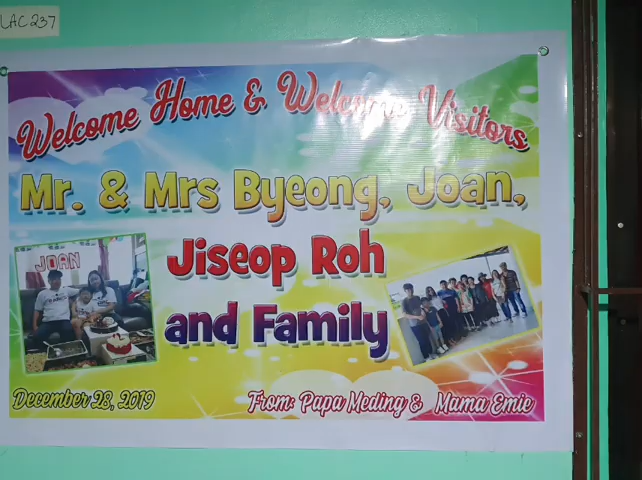 LAC 237
Welcome Home & Welcome Visitors
Mr. & Mrs Byeong, Joan,
Jiseop Roh
JOAN
and Family
December 28, 2019
From: Papa Meding & Mama Emie